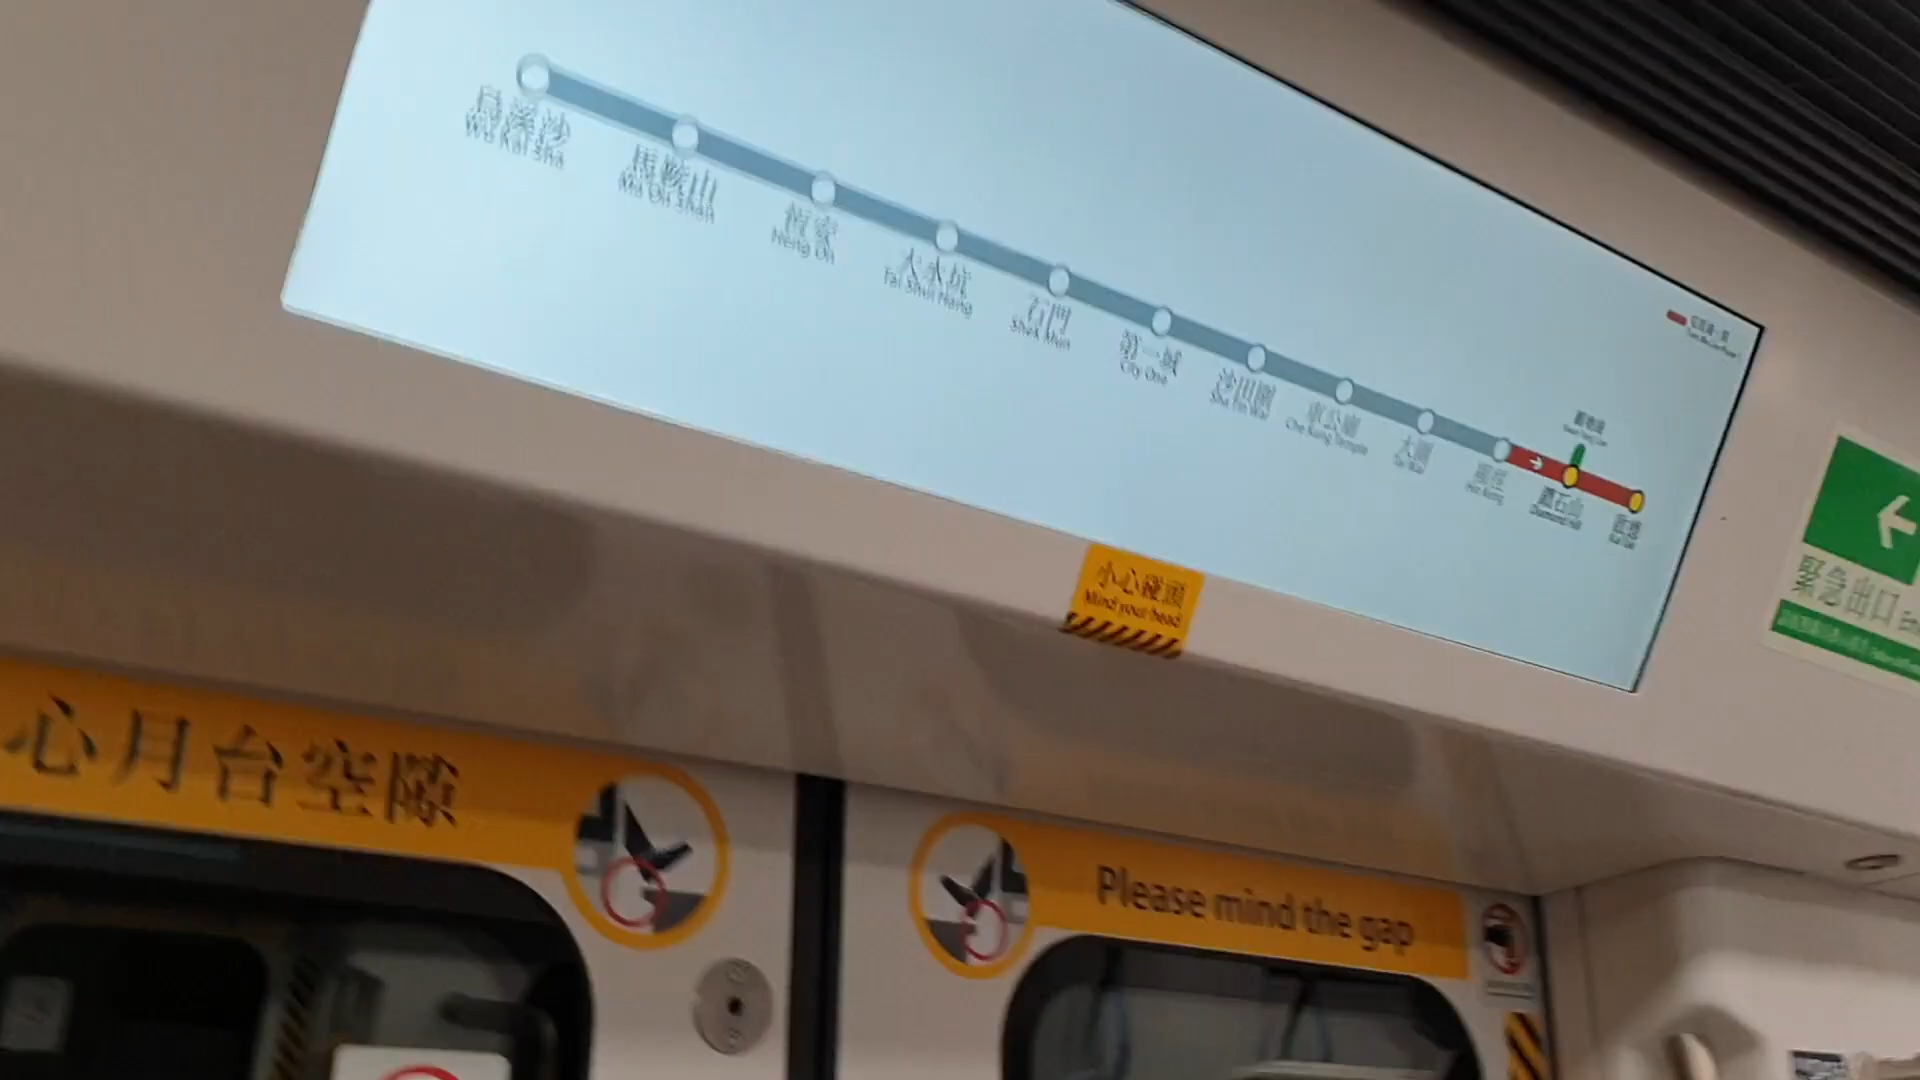 烏溪沙
Wu Kai Sha
馬鞍山
Ma On Shan
恆安
Heng On
大水坑
Tai Shui Hang
石門
Shek Mun
第一城
City One
沙田圍
Sha Tin Wai
車公廟
Che Kung Temple
大圍
Tai Wai
顯徑
Hin Keng
鑽石山
Diamond Hill
啟德
Kai Tak
小心碰頭
Mind your head
緊急出口
心月台空隙
Please mind the gap